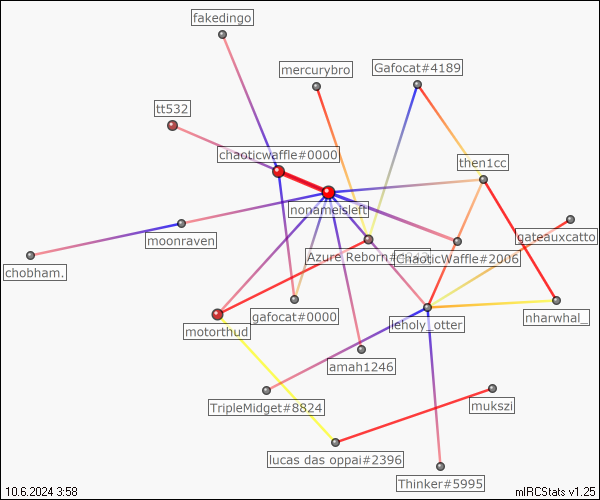 fakedingo
mercurybro
Gafocat#4189
tt532
chaoticwaffle#0000
then1cc
nonameisleft
moonraven
gateauxcatto
Azure Reborn#
ChaoticWaffle#2006
chobham.
gafocat#0000
leholy_otter
nharwhal_
motorthud
amah1246
TripleMidget#8824
mukszi
lucas das oppai#2396
Thinker#5995
10.6.2024 3:58
mIRCStats v1.25